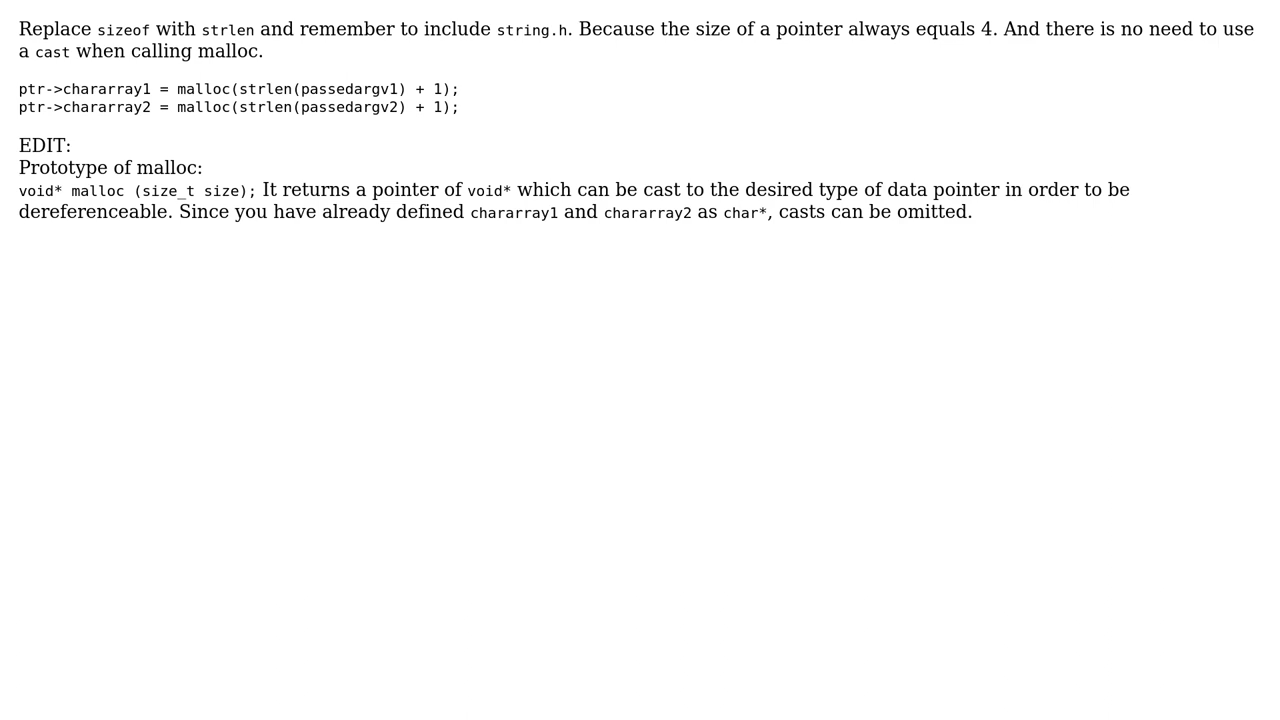 Replace sizeof with strlen and remember to include string.h. Because the size of a pointer always equals 4. And there is no need to use
a cast when calling malloc.
ptr->chararray1 = malloc(strlen(passedargv1) + 1);
ptr->chararray2 = malloc(strlen(passedargv2) + 1);
EDIT:
Prototype of malloc:
void* malloc (size_t size); It returns a pointer of void* which can be cast to the desired type of data pointer in order to be
dereferenceable. Since you have already defined chararray1 and chararray2 as char*, casts can be omitted.